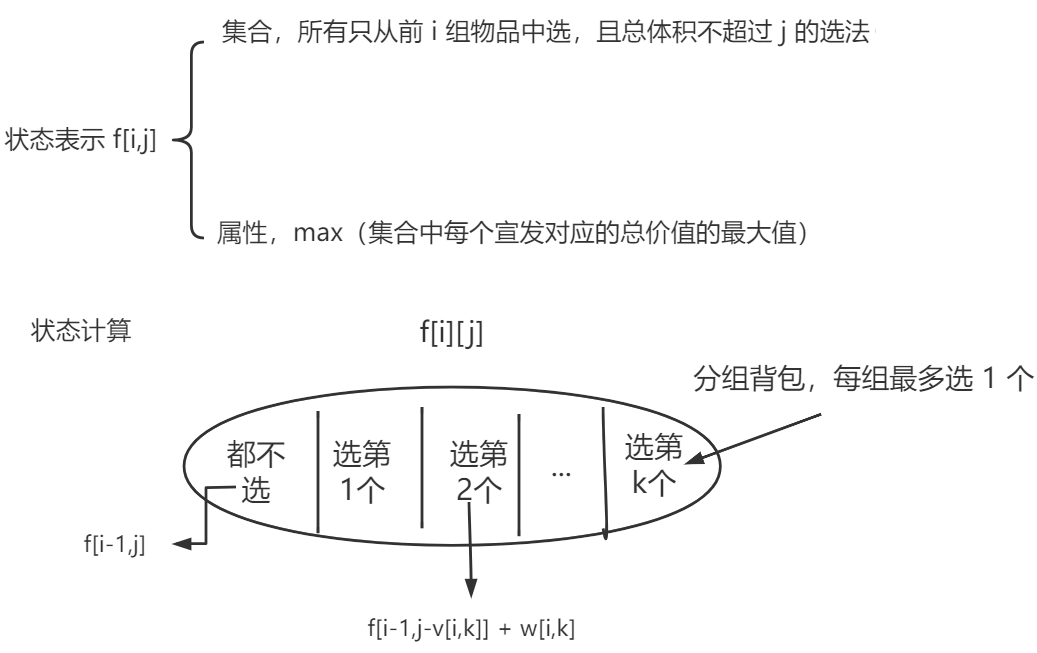 集合，所有只从前 i 组物品中选，且总体积不超过 j 的选法
状态表示 f[i,j]
属性，max（集合中每个宣发对应的总价值的最大值）
状态计算
f[i][j]
分组背包，每组最多选 1 个
都不
选
选第
1个
选第
2个
...
选第
k个
f[i-1,j]
f[i-1,j-v[i,k]] + w[i,k]